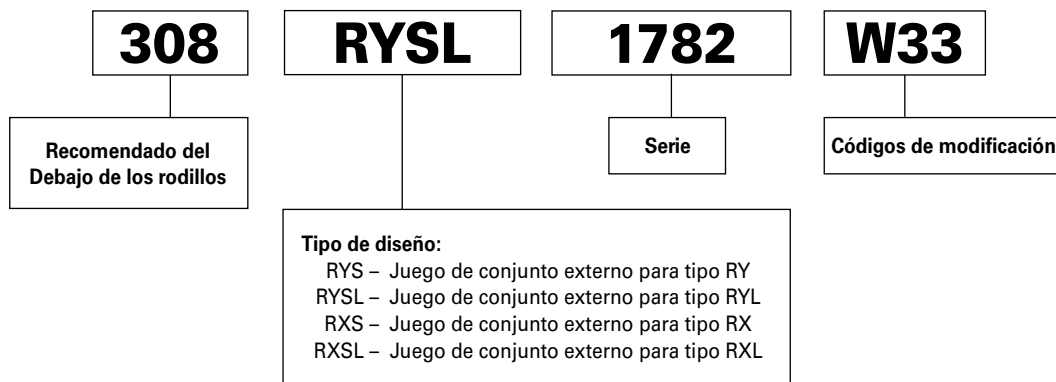 308 RYSL 1782 W33
Recomendado del
Debajo de los rodillos
Serie
Códigos de modificación
Tipo de diseño:
RYS – Juego de conjunto externo para tipo RY
RYSL – Juego de conjunto externo para tipo RYL
RXS – Juego de conjunto externo para tipo RX
RXSL – Juego de conjunto externo para tipo RXL